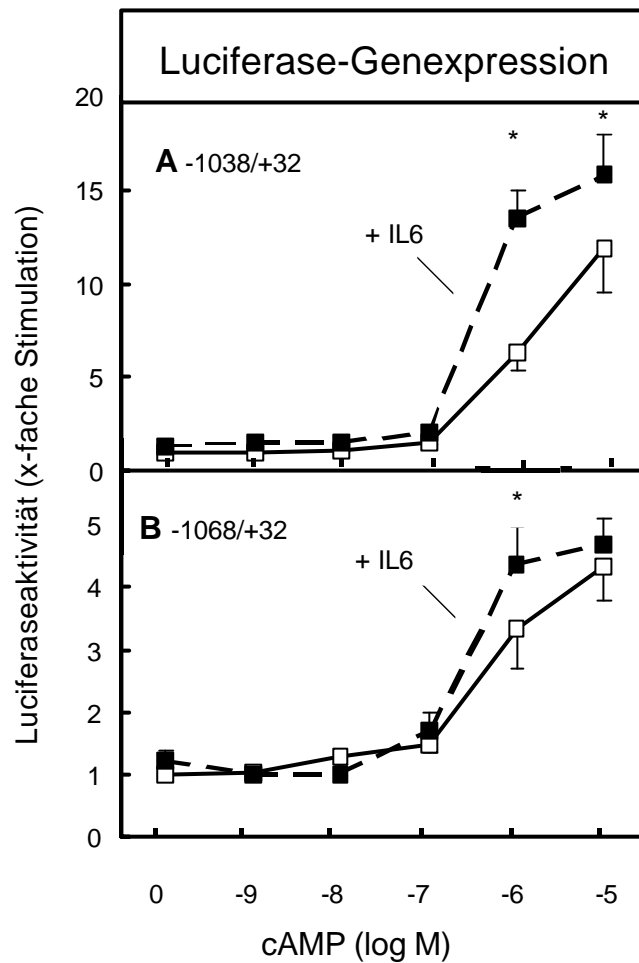 Luciferase-Genexpression
20
*
*
A -1038/+32
15
+ IL6
10
5
0
*
5
B -1068/+32
+ IL6
4
3
2
1
0
0 -9 -8 -7 -6 -5
cAMP (log M)
Luciferaseaktivität (x-fache Stimulation)